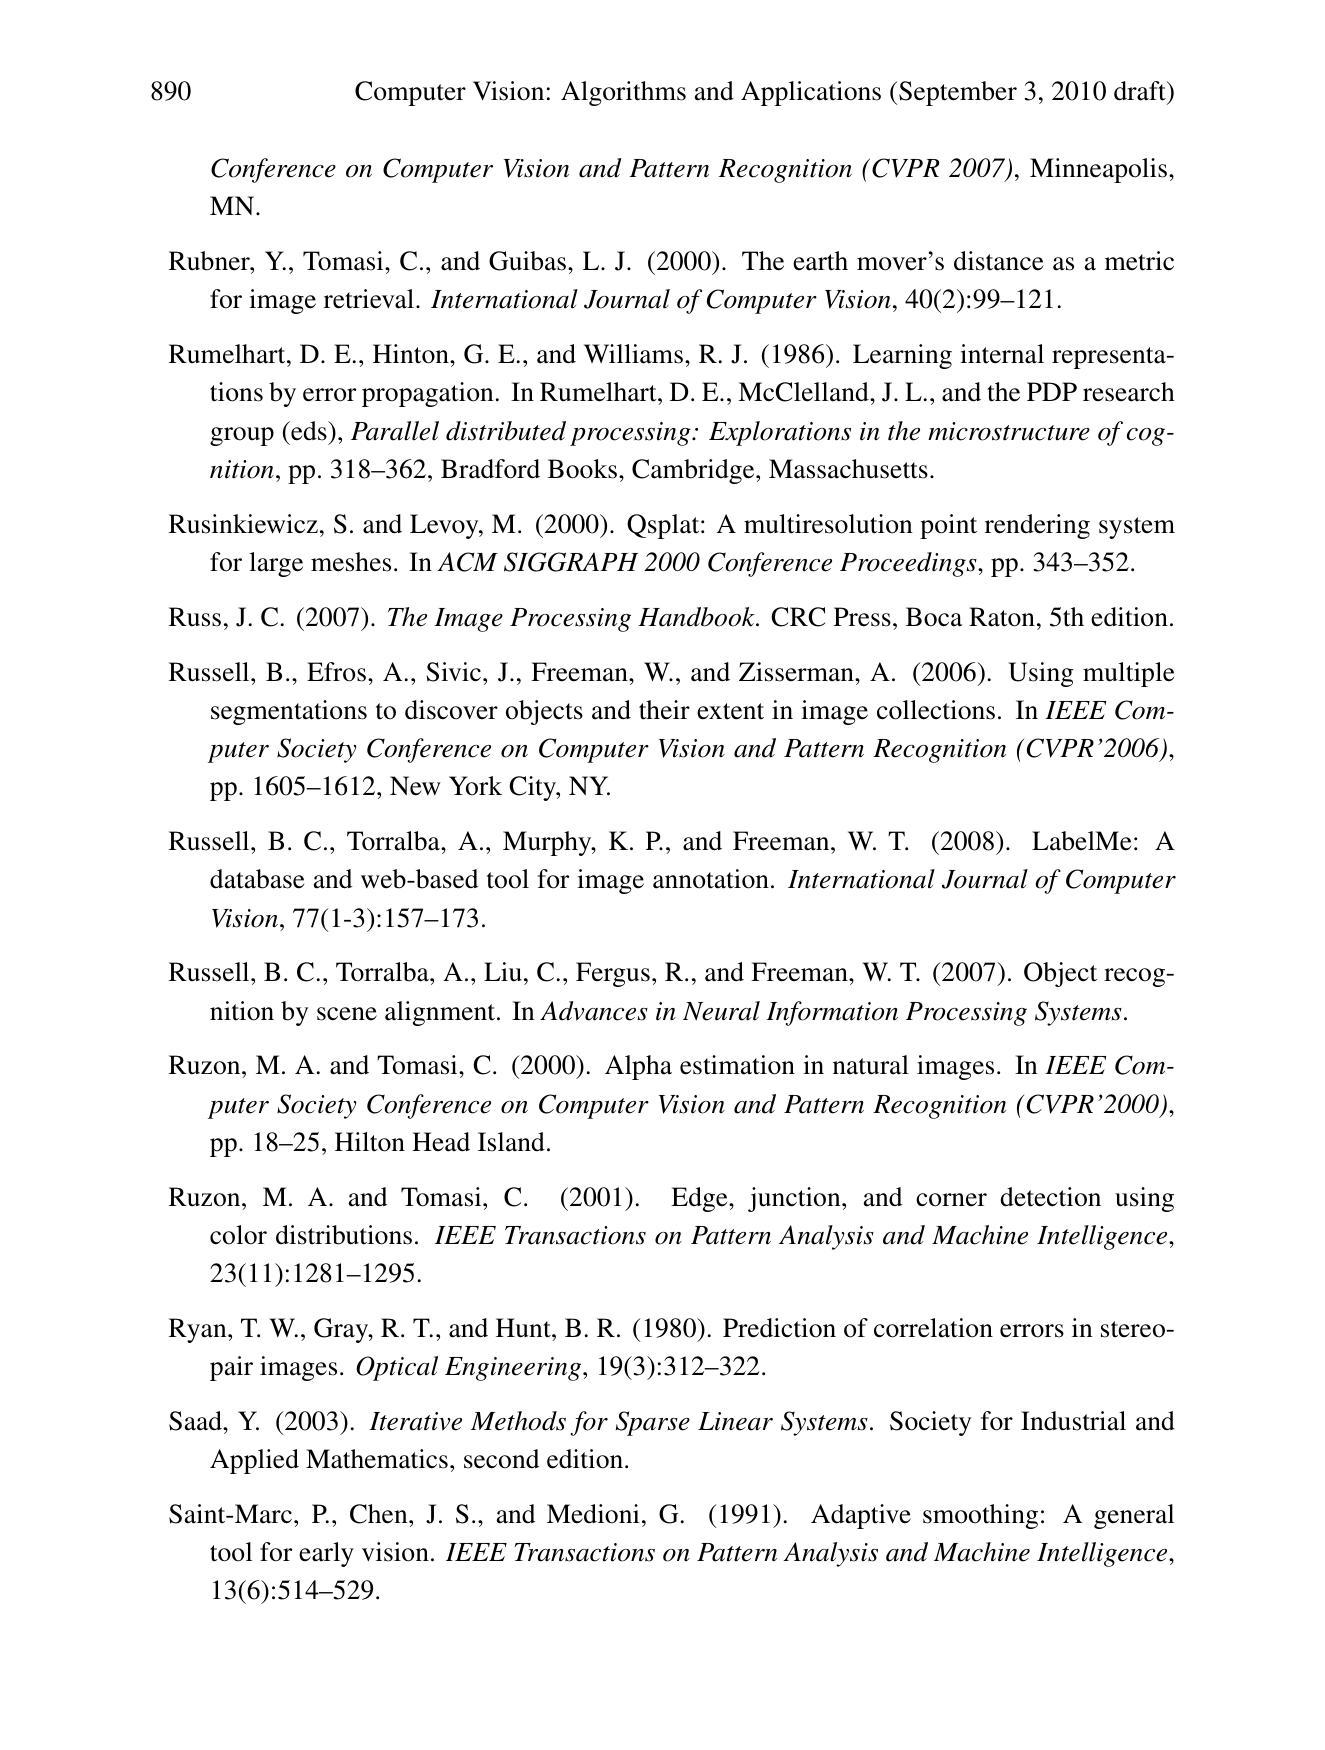 890 Computer Vision: Algorithms and Applications (September 3, 2010 draft)
Conference on Computer Vision and Pattern Recognition (CVPR 2007), Minneapolis,
MN.
Rubner, Y., Tomasi, C., and Guibas, L. J. (2000). The earth mover's distance as a metric
for image retrieval. International Journal of Computer Vision, 40(2):99–121.
Rumelhart, D. E., Hinton, G. E., and Williams, R. J. (1986). Learning internal representa-
tions by error propagation. In Rumelhart, D. E., McClelland, J. L., and the PDP research
group (eds), Parallel distributed processing: Explorations in the microstructure of cog-
nition, pp. 318–362, Bradford Books, Cambridge, Massachusetts.
Rusinkiewicz, S. and Levoy, M. (2000). Qsplat: A multiresolution point rendering system
for large meshes. In ACM SIGGRAPH 2000 Conference Proceedings, pp. 343–352.
Russ, J. C. (2007). The Image Processing Handbook. CRC Press, Boca Raton, 5th edition.
Russell, B., Efros, A., Sivic, J., Freeman, W., and Zisserman, A. (2006). Using multiple
segmentations to discover objects and their extent in image collections. In IEEE Com-
puter Society Conference on Computer Vision and Pattern Recognition (CVPR'2006),
pp. 1605–1612, New York City, NY.
Russell, B. C., Torralba, A., Murphy, K. P., and Freeman, W. T. (2008). LabelMe: A
database and web-based tool for image annotation. International Journal of Computer
Vision, 77(1-3):157–173.
Russell, B. C., Torralba, A., Liu, C., Fergus, R., and Freeman, W. T. (2007). Object recog-
nition by scene alignment. In Advances in Neural Information Processing Systems.
Ruzon, M. A. and Tomasi, C. (2000). Alpha estimation in natural images. In IEEE Com-
puter Society Conference on Computer Vision and Pattern Recognition (CVPR'2000),
pp. 18–25, Hilton Head Island.
Ruzon, M. A. and Tomasi, C. (2001). Edge, junction, and corner detection using
color distributions. IEEE Transactions on Pattern Analysis and Machine Intelligence,
23(11):1281–1295.
Ryan, T. W., Gray, R. T., and Hunt, B. R. (1980). Prediction of correlation errors in stereo-
pair images. Optical Engineering, 19(3):312–322.
Saad, Y. (2003). Iterative Methods for Sparse Linear Systems. Society for Industrial and
Applied Mathematics, second edition.
Saint-Marc, P., Chen, J. S., and Medioni, G. (1991). Adaptive smoothing: A general
tool for early vision. IEEE Transactions on Pattern Analysis and Machine Intelligence,
13(6):514–529.